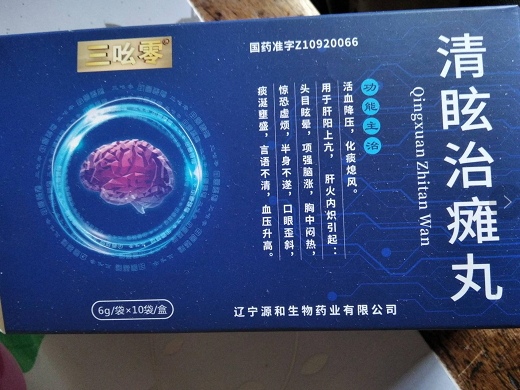 国药准字Z10920066
清眩治瘫丸
Qingxuan Zhitan Wan
功能主治
活血降压，化痰熄风。
用于肝阳上亢，肝火内炽引起：
头目眩晕，项强脑涨，胸中闷热，
惊恐虚烦，半身不遂，口眼歪斜，
痰涎壅盛，言语不清，血压升高。
6g/袋×10袋/盒
辽宁源和生物药业有限公司